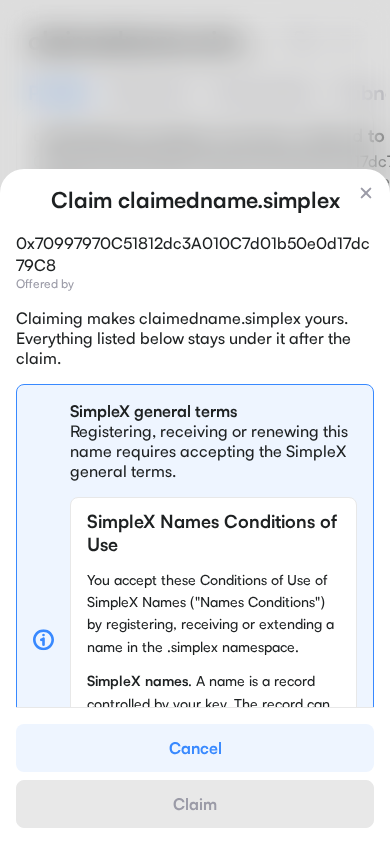 Claim claimedname.simplex
0x70997970C51812dc3A010C7d01b50e0d17dc
79C8
Offered by
Claiming makes claimedname.simplex yours.
Everything listed below stays under it after the
claim.
SimpleX general terms
Registering, receiving or renewing this
name requires accepting the SimpleX
general terms.
SimpleX Names Conditions of
Use
You accept these Conditions of Use of
SimpleX Names ("Names Conditions")
by registering, receiving or extending a
name in the .simplex namespace.
SimpleX names. A name is a record
controlled by your key. The record can
Cancel
Claim